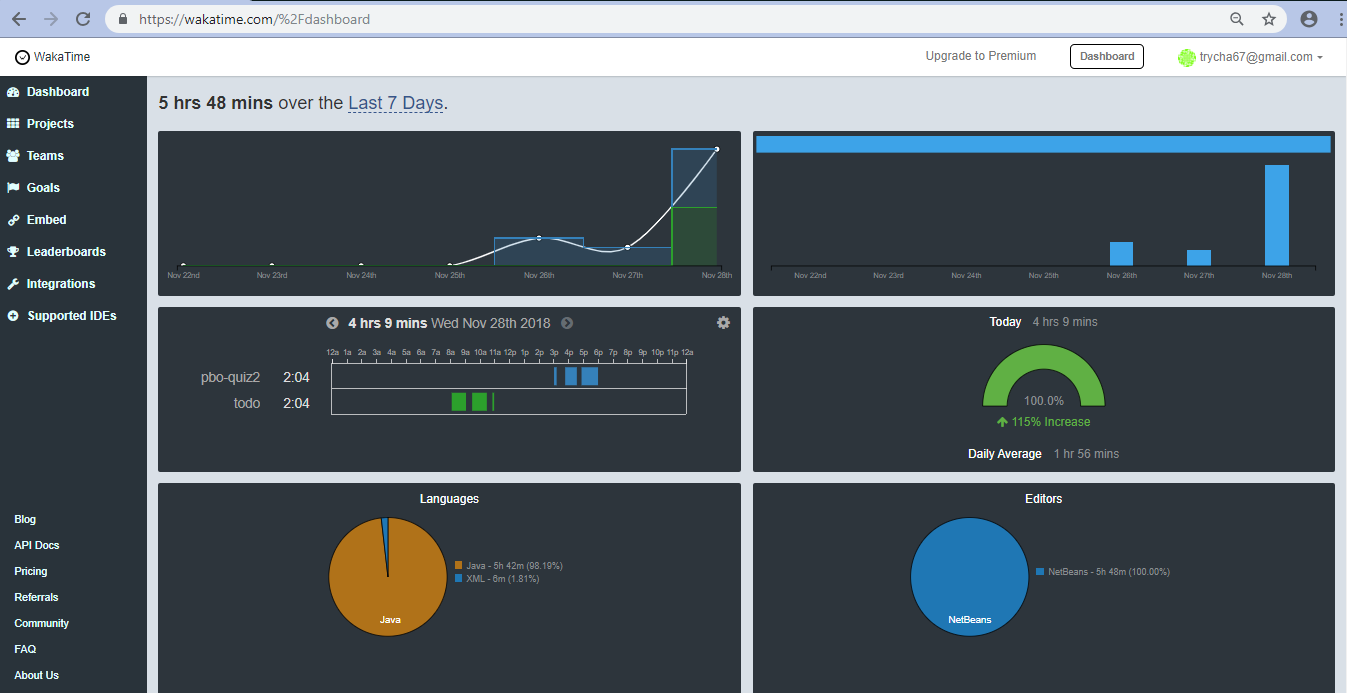 https://wakatime.com/%2Fdashboard
WakaTime
Upgrade to Premium
Dashboard
trycha67@gmail.com
Dashboard
Projects
Teams
Goals
Embed
Leaderboards
Integrations
Supported IDEs
Blog
API Docs
Pricing
Referrals
Community
FAQ
About Us
5 hrs 48 mins over the Last 7 Days.
Nov 22nd Nov 23rd Nov 24th Nov 25th Nov 26th Nov 27th Nov 28th
Nov 22nd Nov 23rd Nov 24th Nov 25th Nov 26th Nov 27th Nov 28th
4 hrs 9 mins Wed Nov 28th 2018
12a 1a 2a 3a 4a 5a 6a 7a 8a 9a 10a 11a 12p 1p 2p 3p 4p 5p 6p 7p 8p 9p 10p 11p 12a
pbo-quiz2 2:04
todo 2:04
Today 4 hrs 9 mins
100.0%
115% Increase
Daily Average 1 hr 56 mins
Languages
Java - 5h 42m (98.19%)
XML - 6m (1.81%)
Java
Editors
NetBeans - 5h 48m (100.00%)
NetBeans